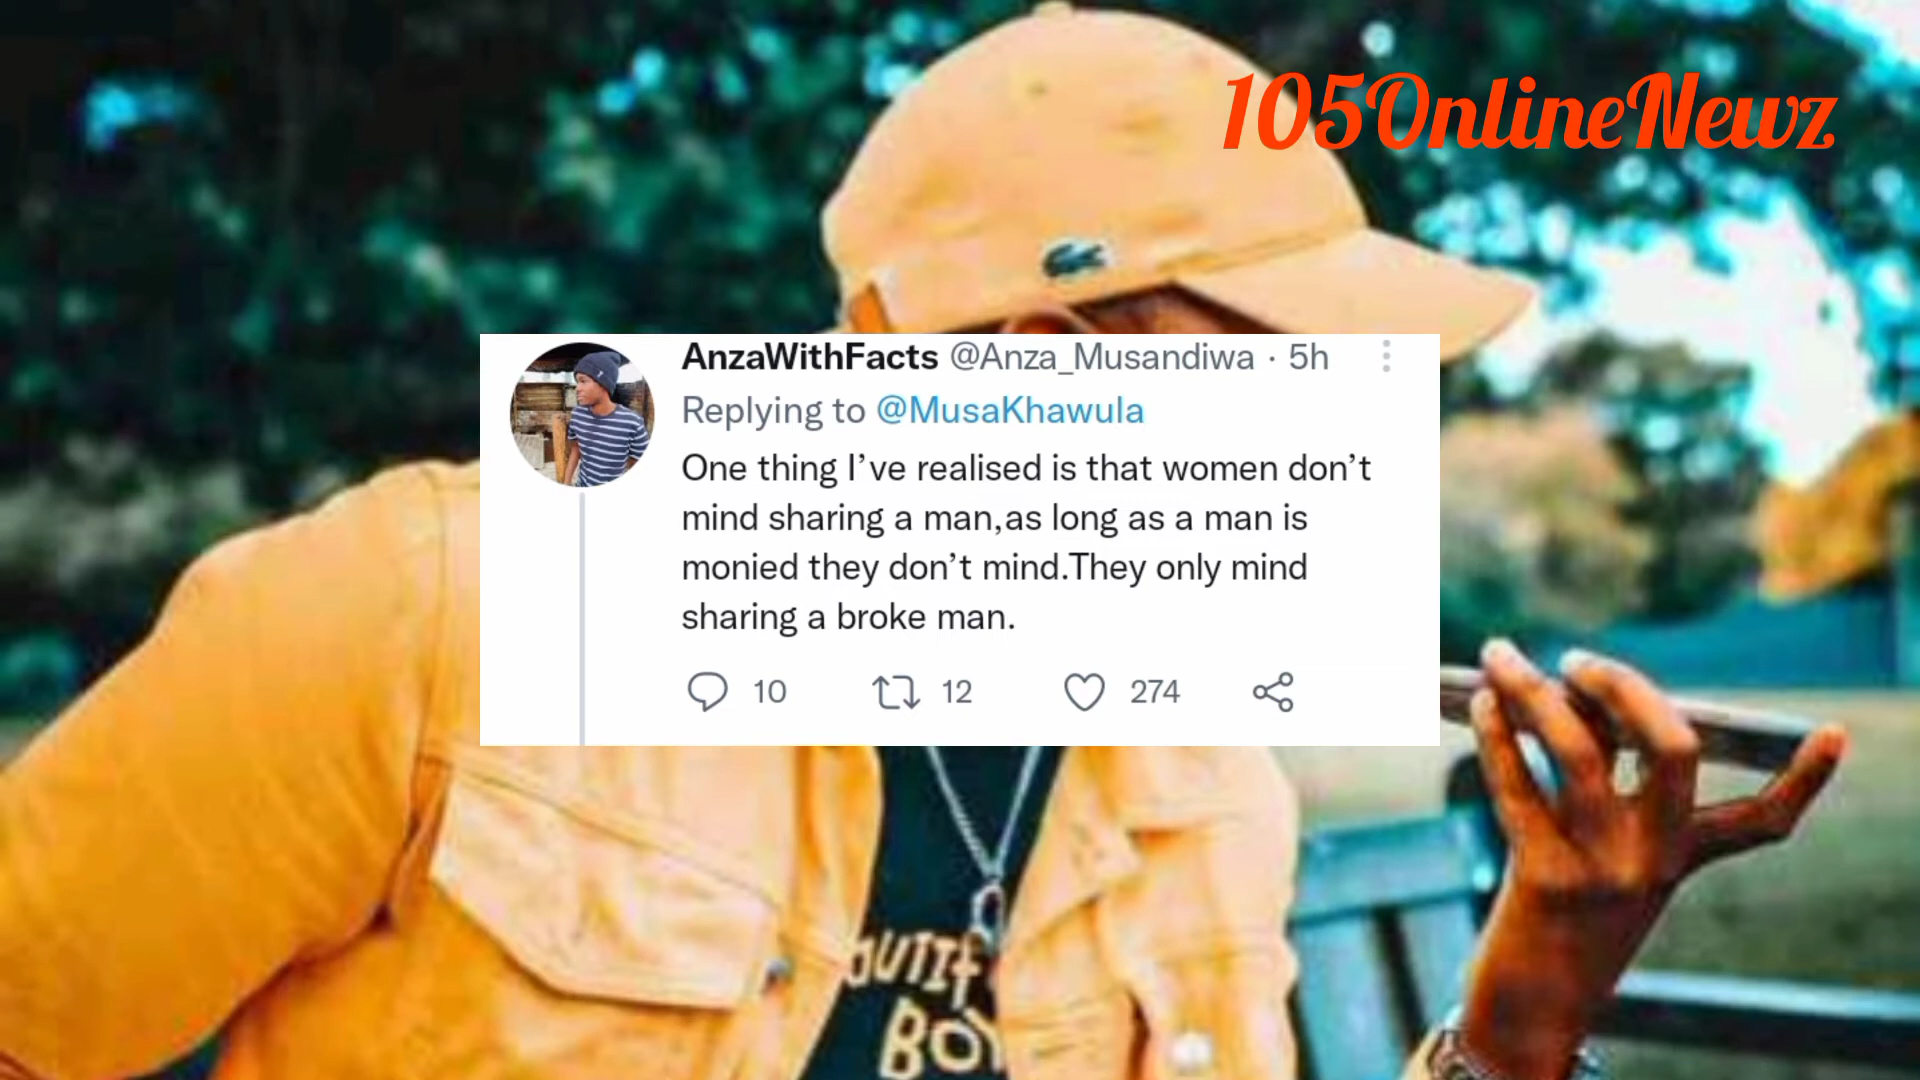 105OnlineNewz
AnzaWithFacts @Anza_Musandiwa · 5h
Replying to @MusaKhawula
One thing I’ve realised is that women don’t
mind sharing a man,as long as a man is
monied they don’t mind.They only mind
sharing a broke man.
10 12 274
BOY